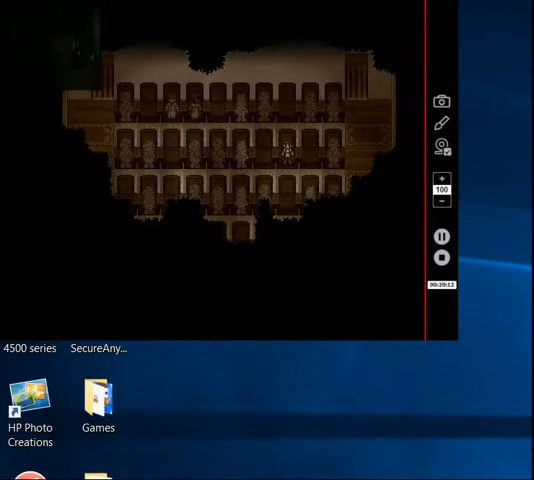 +
100
−
00:20:12
4500 series
SecureAny...
HP Photo
Creations
Games